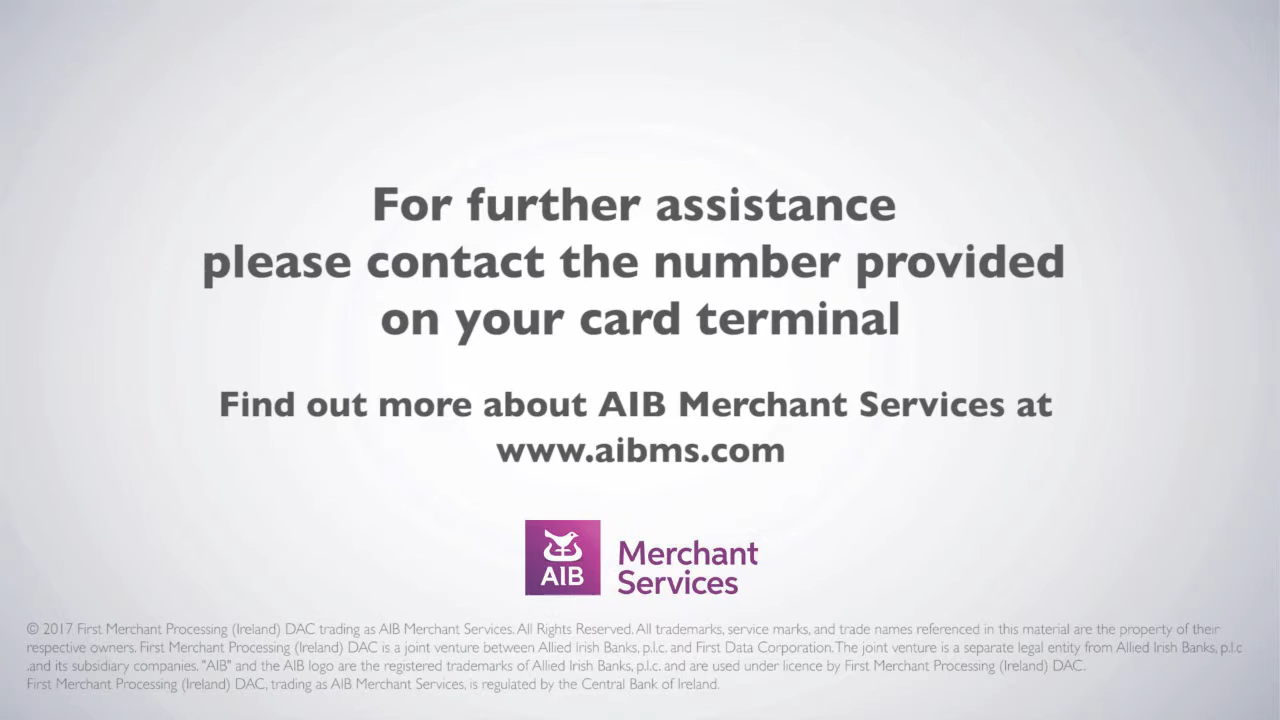 For further assistance
please contact the number provided
on your card terminal
Find out more about AIB Merchant Services at
www.aibms.com
AIB
Merchant
Services
© 2017 First Merchant Processing (Ireland) DAC trading as AIB Merchant Services. All Rights Reserved. All trademarks, service marks, and trade names referenced in this material are the property of their
respective owners. First Merchant Processing (Ireland) DAC is a joint venture between Allied Irish Banks, p.l.c. and First Data Corporation. The joint venture is a separate legal entity from Allied Irish Banks, p.l.c
.and its subsidiary companies. "AIB" and the AIB logo are the registered trademarks of Allied Irish Banks, p.l.c. and are used under licence by First Merchant Processing (Ireland) DAC.
First Merchant Processing (Ireland) DAC, trading as AIB Merchant Services, is regulated by the Central Bank of Ireland.